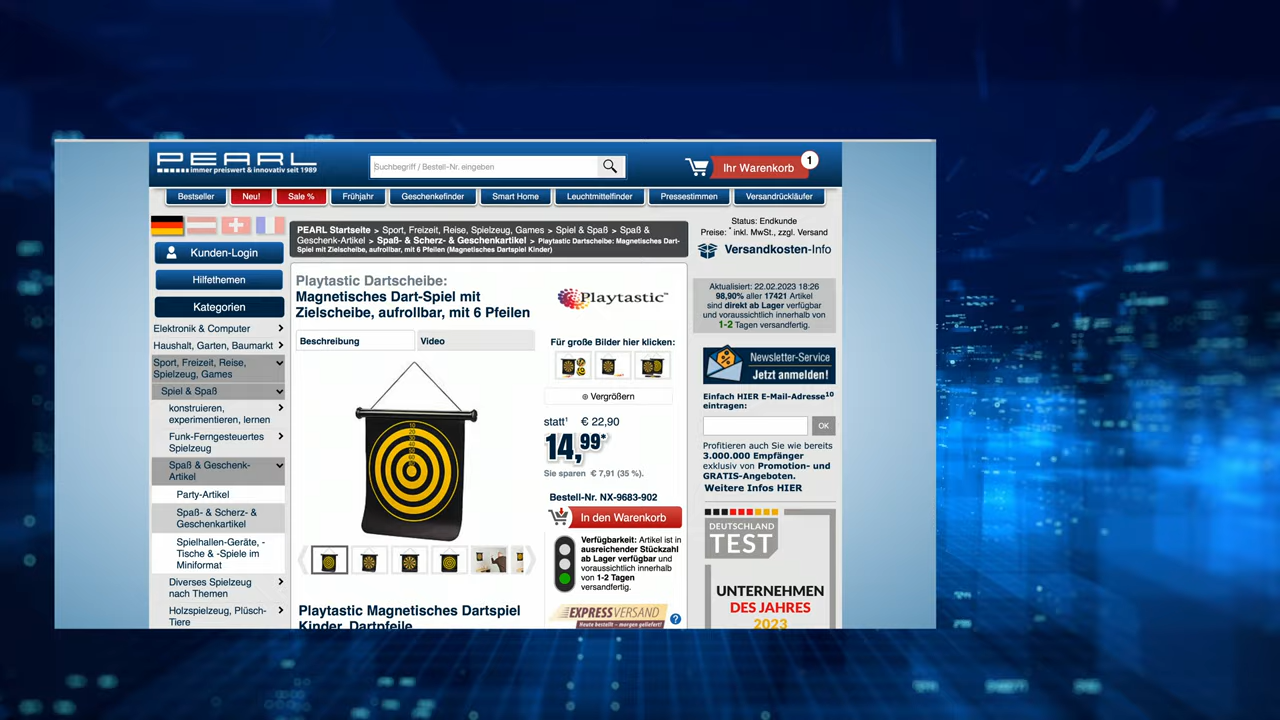 PEARL
immer preiswert & innovativ seit 1989
Suchbegriff / Bestell-Nr. eingeben
Ihr Warenkorb
1
Bestseller
Neu!
Sale %
Frühjahr
Geschenkefinder
Smart Home
Leuchtmittelfinder
Pressestimmen
Versandrückläufer
Kunden-Login
Hilfethemen
Kategorien
Elektronik & Computer
Haushalt, Garten, Baumarkt
Sport, Freizeit, Reise,
Spielzeug, Games
Spiel & Spaß
konstruieren,
experimentieren, lernen
Funk-Ferngesteuertes
Spielzeug
Spaß & Geschenk-
Artikel
Party-Artikel
Spaß- & Scherz- &
Geschenkartikel
Spielhallen-Geräte, -
Tische & -Spiele im
Miniformat
Diverses Spielzeug
nach Themen
Holzspielzeug, Plüsch-
Tiere
PEARL Startseite > Sport, Freizeit, Reise, Spielzeug, Games > Spiel & Spaß > Spaß &
Geschenk-Artikel > Spaß- & Scherz- & Geschenkartikel > Playtastic Dartscheibe: Magnetisches Dart-
Spiel mit Zielscheibe, aufrollbar, mit 6 Pfeilen (Magnetisches Dartspiel Kinder)
Playtastic Dartscheibe:
Magnetisches Dart-Spiel mit
Zielscheibe, aufrollbar, mit 6 Pfeilen
Beschreibung
Video
Playtastic Magnetisches Dartspiel
Kinder, Dartpfeile
Playtastic™
Für große Bilder hier klicken:
⊕ Vergrößern
statt¹ € 22,90
14,99*
Sie sparen € 7,91 (35 %).
Bestell-Nr. NX-9683-902
In den Warenkorb
Verfügbarkeit: Artikel ist in
ausreichender Stückzahl
ab Lager verfügbar und
voraussichtlich innerhalb
von 1-2 Tagen
versandfertig.
EXPRESSVERSAND
Heute bestellt – morgen geliefert!
?
Status: Endkunde
Preise: * inkl. MwSt., zzgl. Versand
Versandkosten-Info
Aktualisiert: 22.02.2023 18:26
98,90% aller 17421 Artikel
sind direkt ab Lager verfügbar
und voraussichtlich innerhalb von
1-2 Tagen versandfertig.
Newsletter-Service
Jetzt anmelden!
Einfach HIER E-Mail-Adresse¹⁰
eintragen:
OK
Profitieren auch Sie wie bereits
3.000.000 Empfänger
exklusiv von Promotion- und
GRATIS-Angeboten.
Weitere Infos HIER
DEUTSCHLAND
TEST
UNTERNEHMEN
DES JAHRES
2023